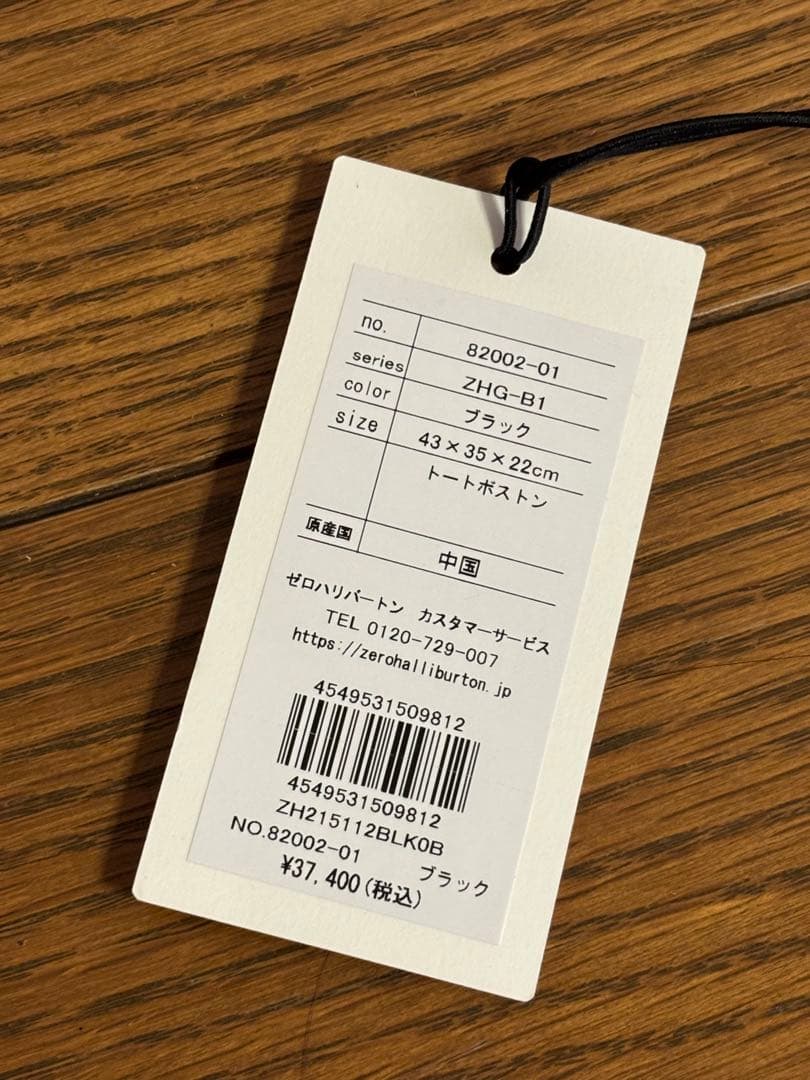 no. 82002-01
series ZHG-B1
color ブラック
size 43×35×22cm
トートボストン
原産国 中国
ゼロハリバートン カスタマーサービス
TEL 0120-729-007
https://zerohalliburton.jp
4549531509812
4549531509812
ZH215112BLK0B
NO.82002-01 ブラック
¥37,400(税込)